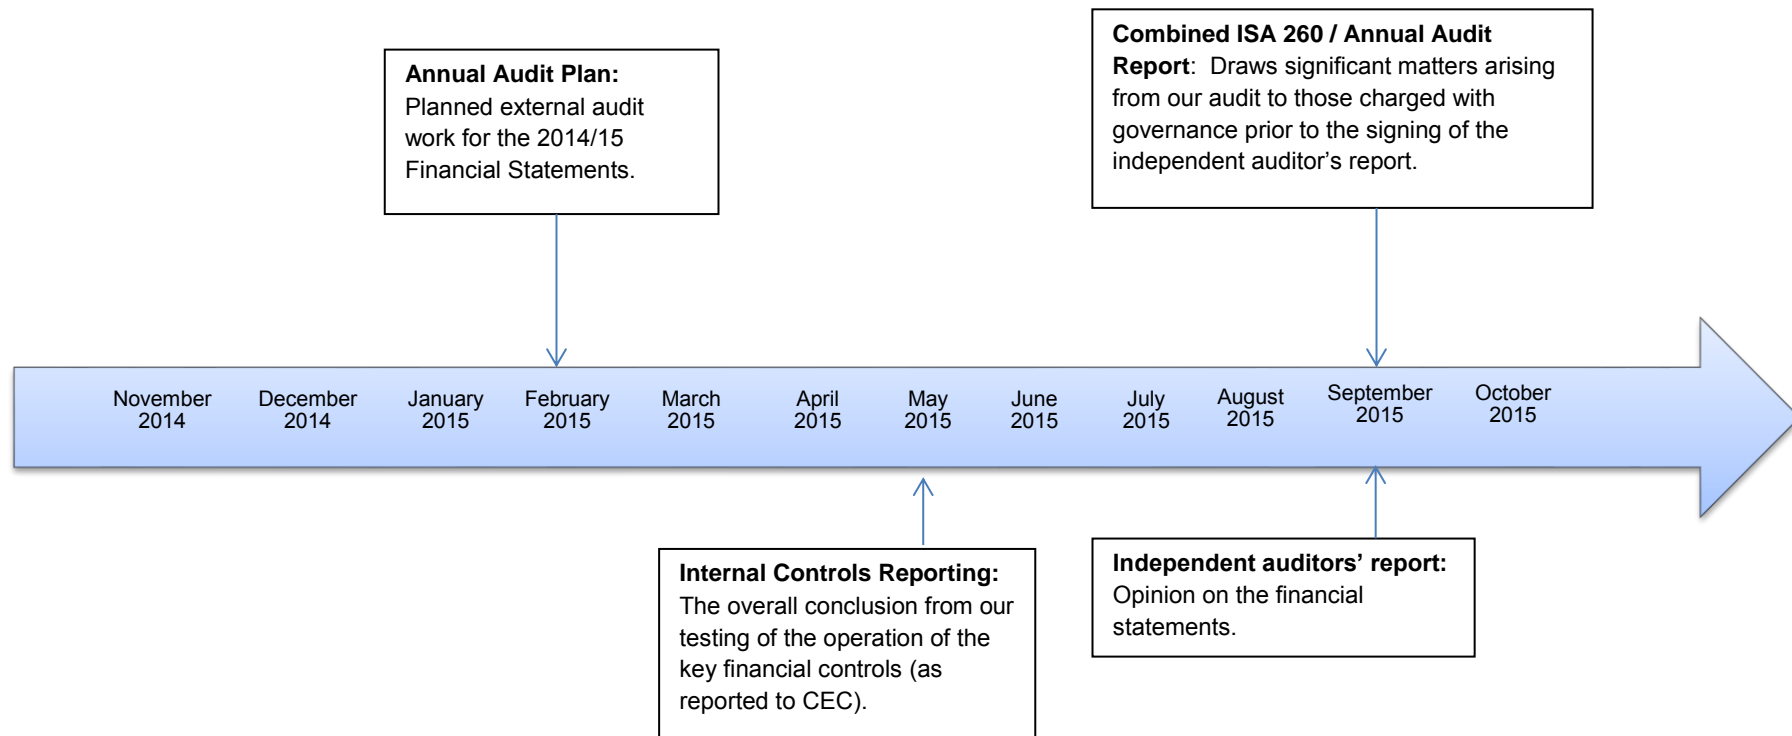 Annual Audit Plan:
Planned external audit
work for the 2014/15
Financial Statements.
Combined ISA 260 / Annual Audit
Report:  Draws significant matters arising
from our audit to those charged with
governance prior to the signing of the
independent auditor’s report.
November
2014
December
2014
January
2015
February
2015
March
2015
April
2015
May
2015
June
2015
July
2015
August
2015
September
2015
October
2015
Internal Controls Reporting:
The overall conclusion from our
testing of the operation of the
key financial controls (as
reported to CEC).
Independent auditors’ report:
Opinion on the financial
statements.